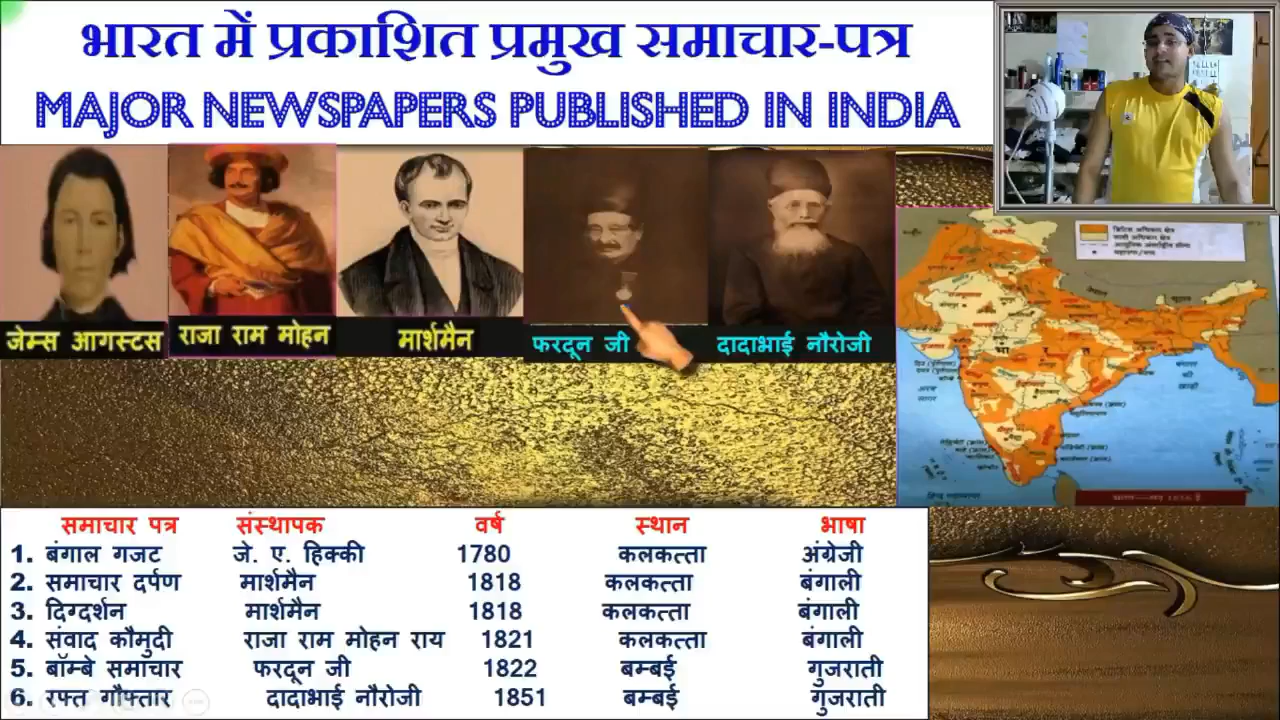 भारत में प्रकाशित प्रमुख समाचार-पत्र
MAJOR NEWSPAPERS PUBLISHED IN INDIA
जेम्स आगस्टस
राजा राम मोहन
मार्शमैन
फरदून जी
दादाभाई नौरोजी
समाचार पत्र संस्थापक वर्ष स्थान भाषा
1. बंगाल गजट जे. ए. हिक्की 1780 कलकत्ता अंग्रेजी
2. समाचार दर्पण मार्शमैन 1818 कलकत्ता बंगाली
3. दिग्दर्शन मार्शमैन 1818 कलकत्ता बंगाली
4. संवाद कौमुदी राजा राम मोहन राय 1821 कलकत्ता बंगाली
5. बॉम्बे समाचार फरदून जी 1822 बम्बई गुजराती
6. रफ्त गौफ्तार दादाभाई नौरोजी 1851 बम्बई गुजराती